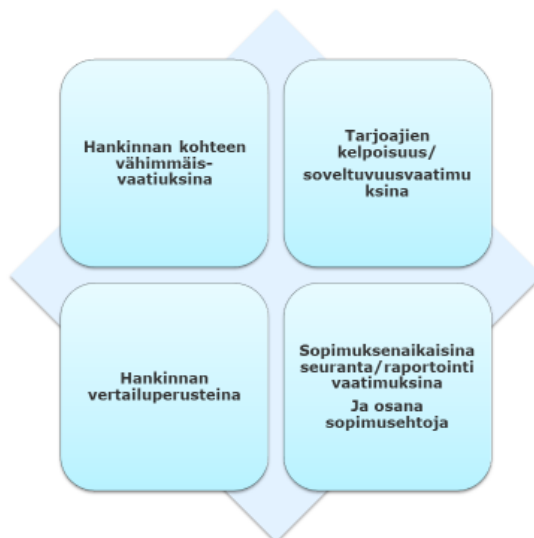 Hankinnan kohteen
vähimmäis-
vaatiuksina
Tarjoajien
kelpoisuus/
soveltuvuusvaatimu
ksina
Hankinnan
vertailuperusteina
Sopimuksenaikaisina
seuranta/raportointi
vaatimuksina
Ja osana
sopimusehtoja